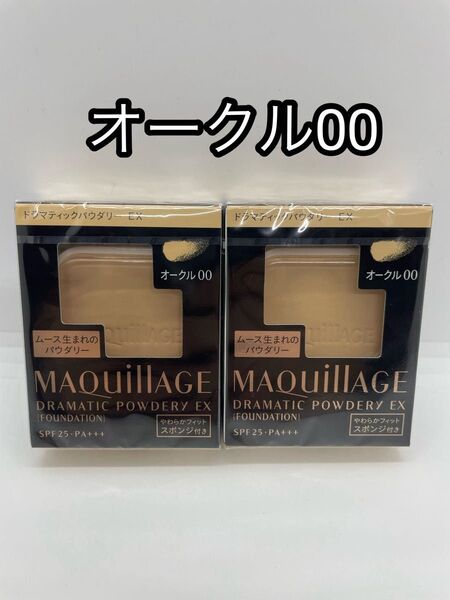 オークル00
ドラマティックパウダリー EX
オークル 00
ムース生まれの
パウダリー
MAQUillAGE
DRAMATIC POWDERY EX
[FOUNDATION]
SPF25・PA+++
やわらかフィット
スポンジ付き
ドラマティックパウダリー EX
オークル 00
ムース生まれの
パウダリー
MAQUillAGE
DRAMATIC POWDERY EX
[FOUNDATION]
SPF25・PA+++
やわらかフィット
スポンジ付き